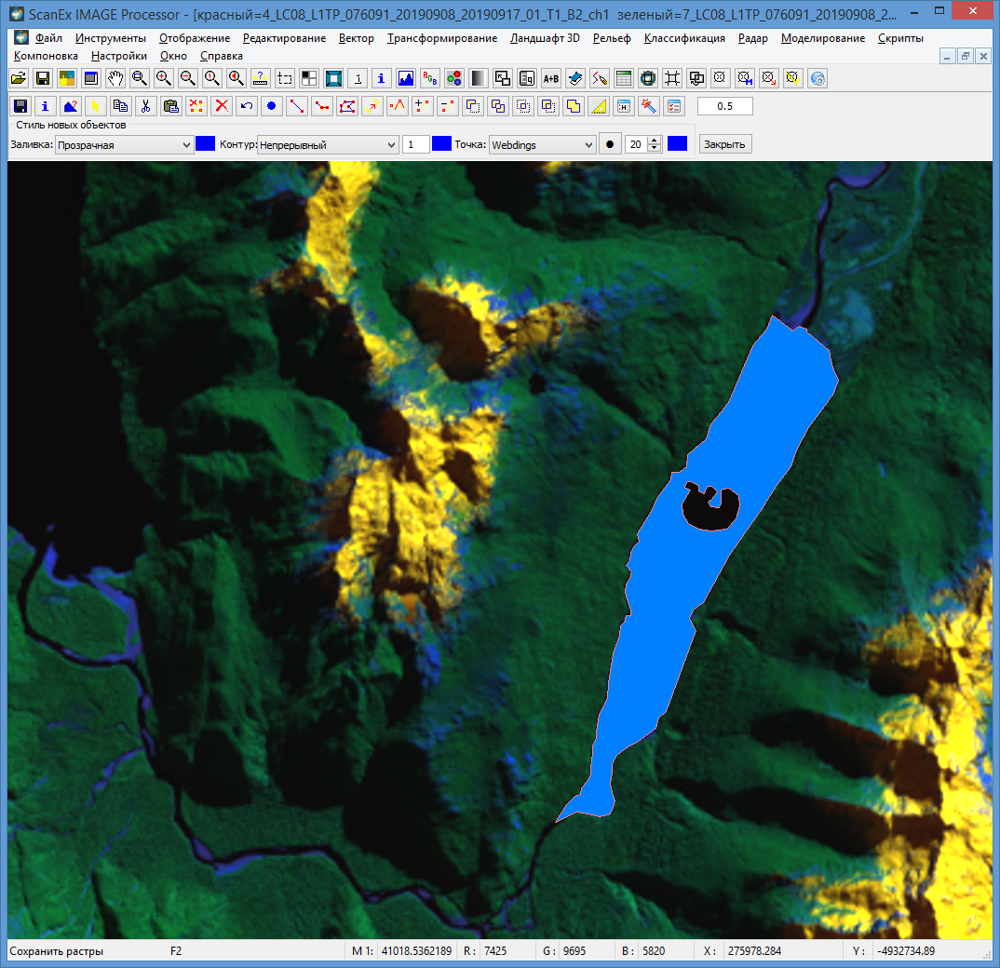 ScanEx IMAGE Processor - [красный=4_LC08_L1TP_076091_20190908_20190917_01_T1_B2_ch1 зеленый=7_LC08_L1TP_076091_20190908_2...
Файл Инструменты Отображение Редактирование Вектор Трансформирование Ландшафт 3D Рельеф Классификация Радар Моделирование Скрипты
Компоновка Настройки Окно Справка
A+B
0.5
Стиль новых объектов
Заливка: Прозрачная Контур: Непрерывный 1 Точка: Webdings 20 Закрыть
Сохранить растры F2 М 1: 41018.5362189 R : 7425 G : 9695 B : 5820 X : 275978.284 Y : -4932734.89